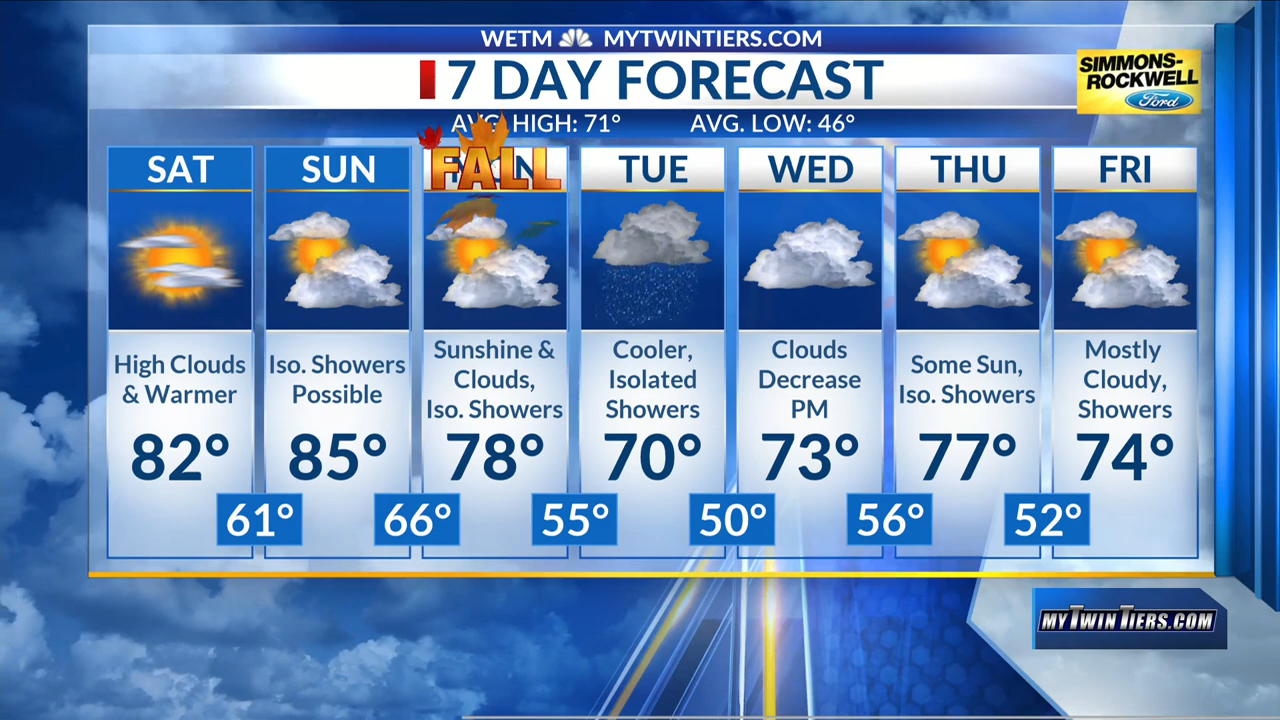 WETM MYTWINTIERS.COM
7 DAY FORECAST
SIMMONS-
ROCKWELL
Ford
AVG. HIGH: 71° AVG. LOW: 46°
SAT
High Clouds
& Warmer
82°
61°
SUN
Iso. Showers
Possible
85°
66°
FALL
Sunshine &
Clouds,
Iso. Showers
78°
55°
TUE
Cooler,
Isolated
Showers
70°
50°
WED
Clouds
Decrease
PM
73°
56°
THU
Some Sun,
Iso. Showers
77°
52°
FRI
Mostly
Cloudy,
Showers
74°
MYTWINTIERS.COM